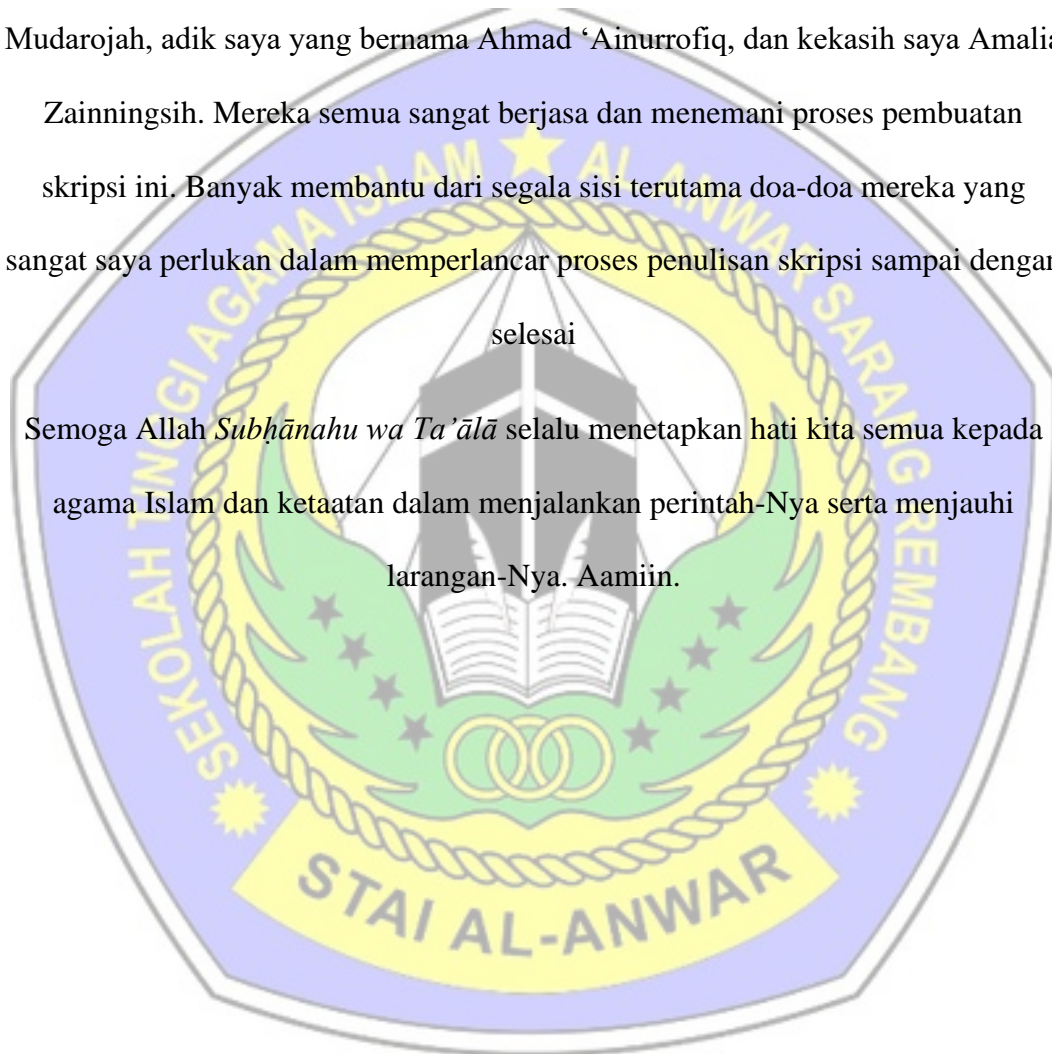 Mudarojah, adik saya yang bernama Ahmad ‘Ainurrofiq, dan kekasih saya Amalia
Zainningsih. Mereka semua sangat berjasa dan menemani proses pembuatan
skripsi ini. Banyak membantu dari segala sisi terutama doa-doa mereka yang
sangat saya perlukan dalam memperlancar proses penulisan skripsi sampai dengan
selesai
Semoga Allah Subḥānahu wa Ta’ālā selalu menetapkan hati kita semua kepada
agama Islam dan ketaatan dalam menjalankan perintah-Nya serta menjauhi
larangan-Nya. Aamiin.
SEKOLAH TINGGI AGAMA ISLAM AL-ANWAR SARANG REMBANG
STAI AL-ANWAR